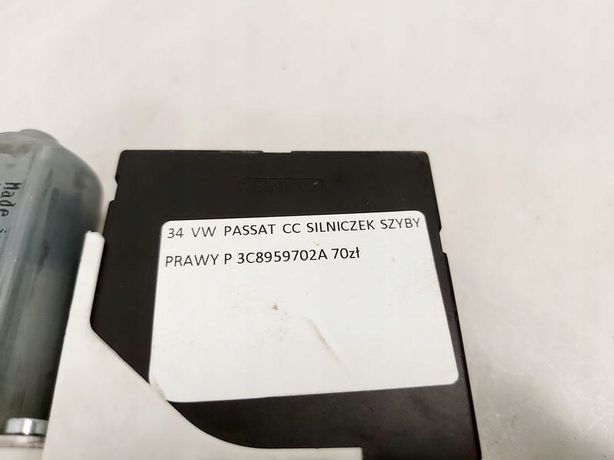 Made
34 VW PASSAT CC SILNICZEK SZYBY
PRAWY P 3C8959702A 70zł